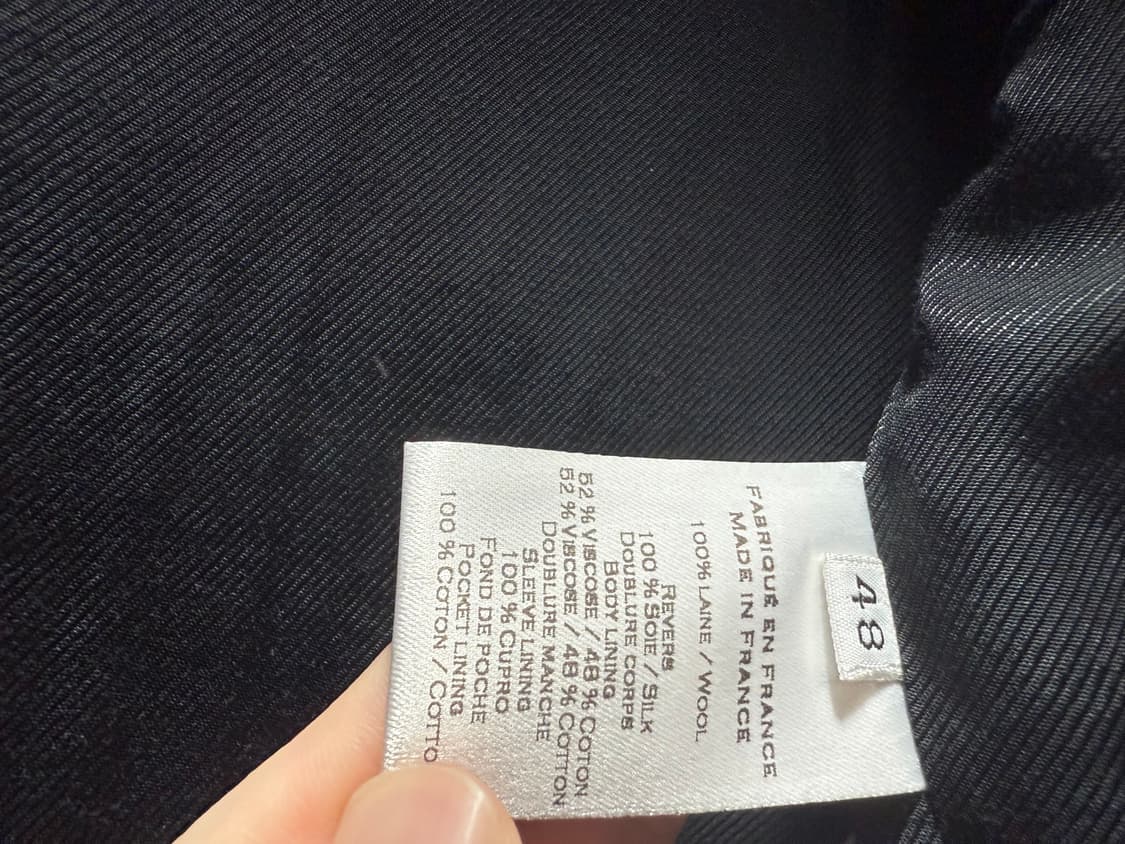 48
FABRIQUÉ EN FRANCE
MADE IN FRANCE
100% LAINE / WOOL
REVERS
100 % SOIE / SILK
DOUBLURE CORPS
BODY LINING
52 % VISCOSE / 48 % COTON
52 % VISCOSE / 48 % COTTON
DOUBLURE MANCHE
SLEEVE LINING
100 % CUPRO
FOND DE POCHE
POCKET LINING
100 % COTON / COTTO